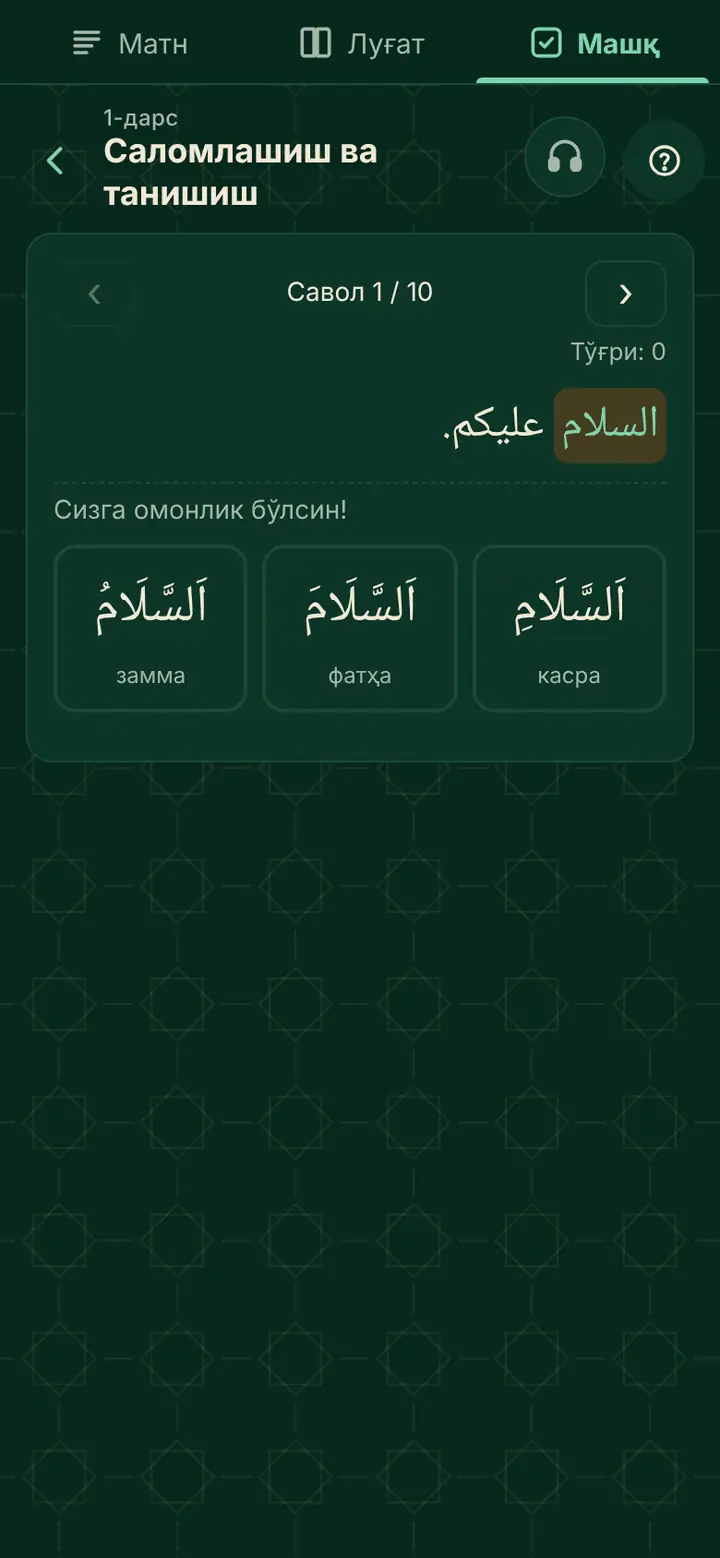 Матн
Луғат
Машқ
1-дарс
Саломлашиш ва
танишиш
Савол 1 / 10
Тўғри: 0
السلام عليكم.
Сизга омонлик бўлсин!
اَلسَّلَامُ
замма
اَلسَّلَامَ
фатҳа
اَلسَّلَامِ
касра